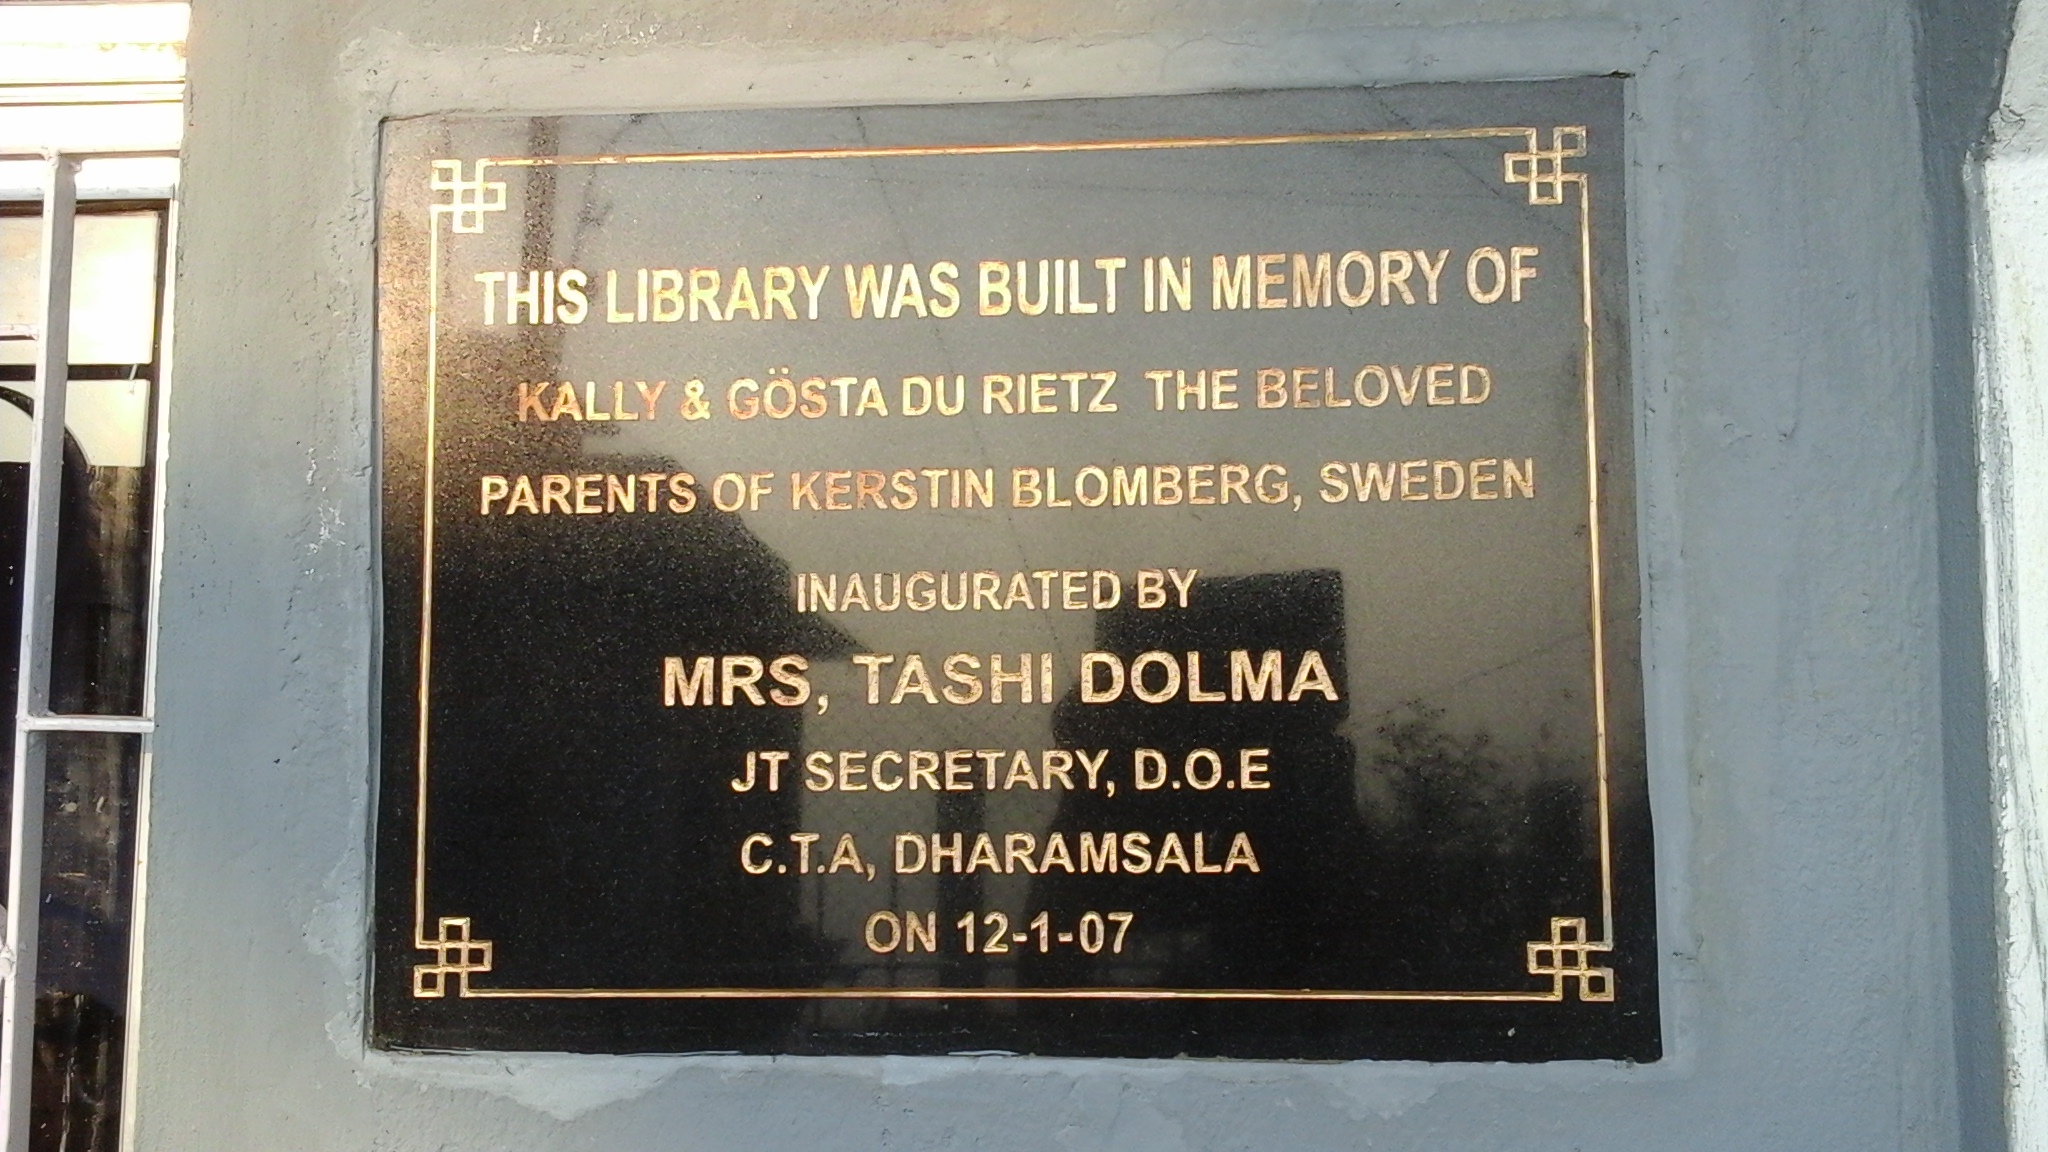 THIS LIBRARY WAS BUILT IN MEMORY OF
KALLY & GÖSTA DU RIETZ THE BELOVED
PARENTS OF KERSTIN BLOMBERG, SWEDEN
INAUGURATED BY
MRS, TASHI DOLMA
JT SECRETARY, D.O.E
C.T.A, DHARAMSALA
ON 12-1-07